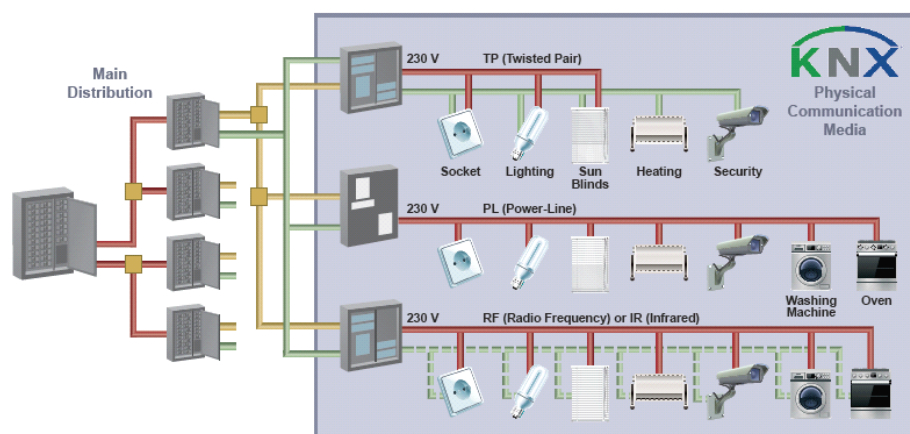 Main
Distribution
KNX
Physical
Communication
Media
230 V
TP (Twisted Pair)
Socket
Lighting
Sun
Blinds
Heating
Security
230 V
PL (Power-Line)
Washing
Machine
Oven
230 V
RF (Radio Frequency) or IR (Infrared)